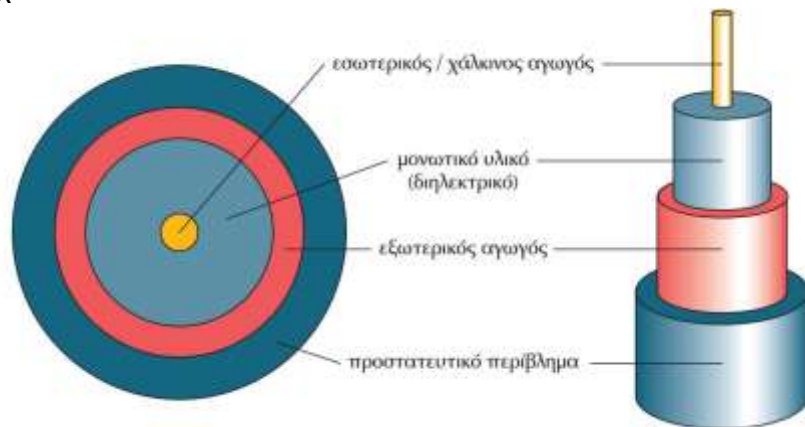 εσωτερικός / χάλκινος αγωγός
μονωτικό υλικό
(διηλεκτρικό)
εξωτερικός αγωγός
προστατευτικό περίβλημα